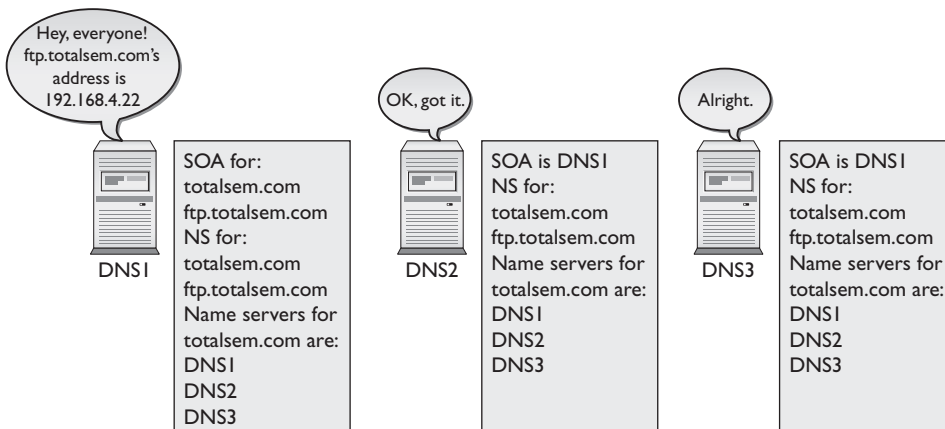 Hey, everyone!
ftp.totalsem.com's
address is
192.168.4.22
DNS1
SOA for:
totalsem.com
ftp.totalsem.com
NS for:
totalsem.com
ftp.totalsem.com
Name servers for
totalsem.com are:
DNS1
DNS2
DNS3
OK, got it.
DNS2
SOA is DNS1
NS for:
totalsem.com
ftp.totalsem.com
Name servers for
totalsem.com are:
DNS1
DNS2
DNS3
Alright.
DNS3
SOA is DNS1
NS for:
totalsem.com
ftp.totalsem.com
Name servers for
totalsem.com are:
DNS1
DNS2
DNS3